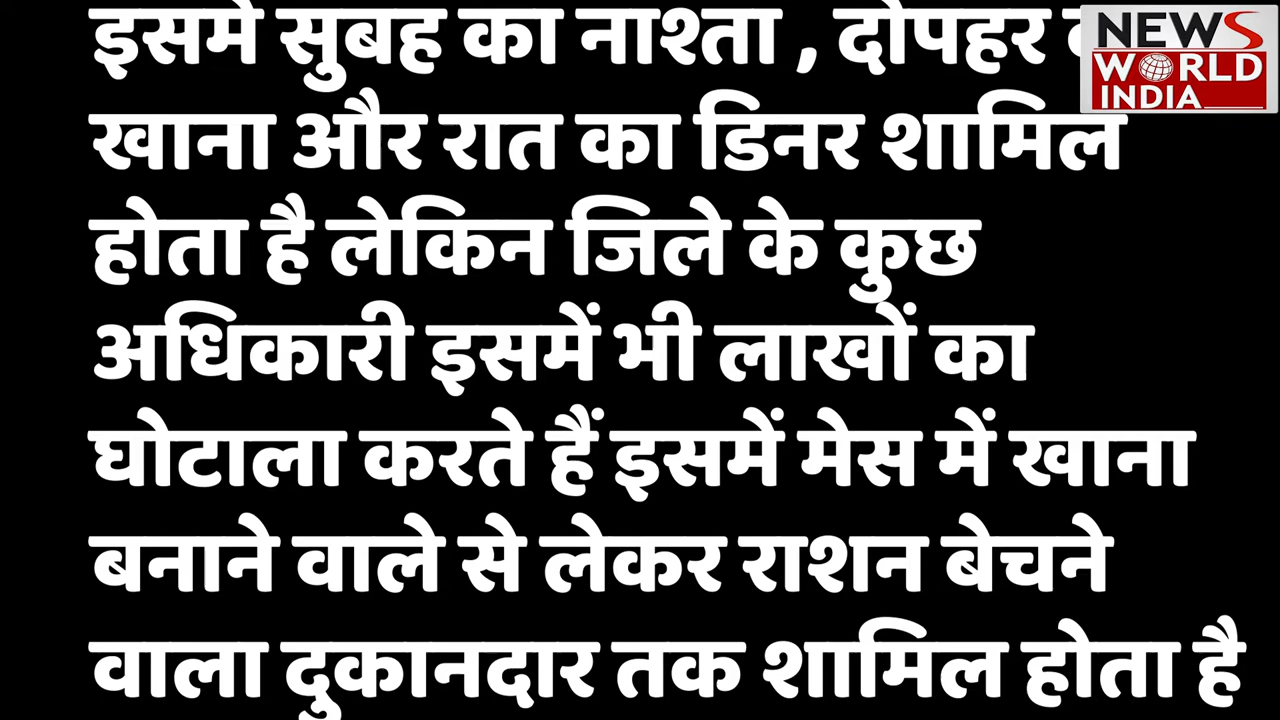 इसमें सुबह का नाश्ता , दोपहर
खाना और रात का डिनर शामिल
होता है लेकिन जिले के कुछ
अधिकारी इसमें भी लाखों का
घोटाला करते हैं इसमें मेस में खाना
बनाने वाले से लेकर राशन बेचने
वाला दुकानदार तक शामिल होता है
NEWS
WORLD
INDIA